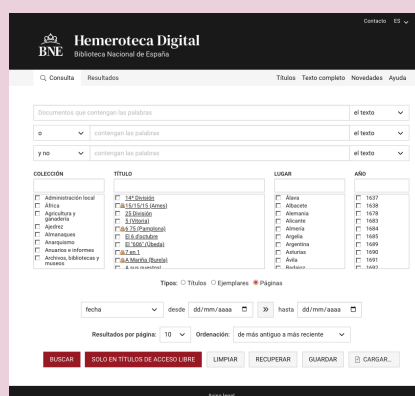 Contacto ES
BNE Hemeroteca Digital
Biblioteca Nacional de España
Consulta Resultados Títulos Texto completo Novedades Ayuda
Documentos que contengan las palabras el texto
o contengan las palabras el texto
y no contengan las palabras el texto
COLECCIÓN TÍTULO LUGAR AÑO
Administración local 14ª División Álava 1637
África 15/15/15 (Ames) Albacete 1638
Agricultura y ganadería 25 División Alemania 1678
Ajedrez 5 (Vitoria) Alicante 1683
Almanaques 6 75 (Pamplona) Almería 1684
Anarquismo El 6 d'octubre Argelia 1685
Anuarios e informes El "606" (Úbeda) Argentina 1689
Archivos, bibliotecas y museos 7 en 1 Asturias 1690
A Mariña (Burela) Ávila 1691
Badajoz 1692
Tipos: Títulos Ejemplares Páginas
fecha desde dd/mm/aaaa hasta dd/mm/aaaa
Resultados por página: 10 Ordenación: de más antiguo a más reciente
BUSCAR SOLO EN TÍTULOS DE ACCESO LIBRE LIMPIAR RECUPERAR GUARDAR CARGAR...
Aviso legal